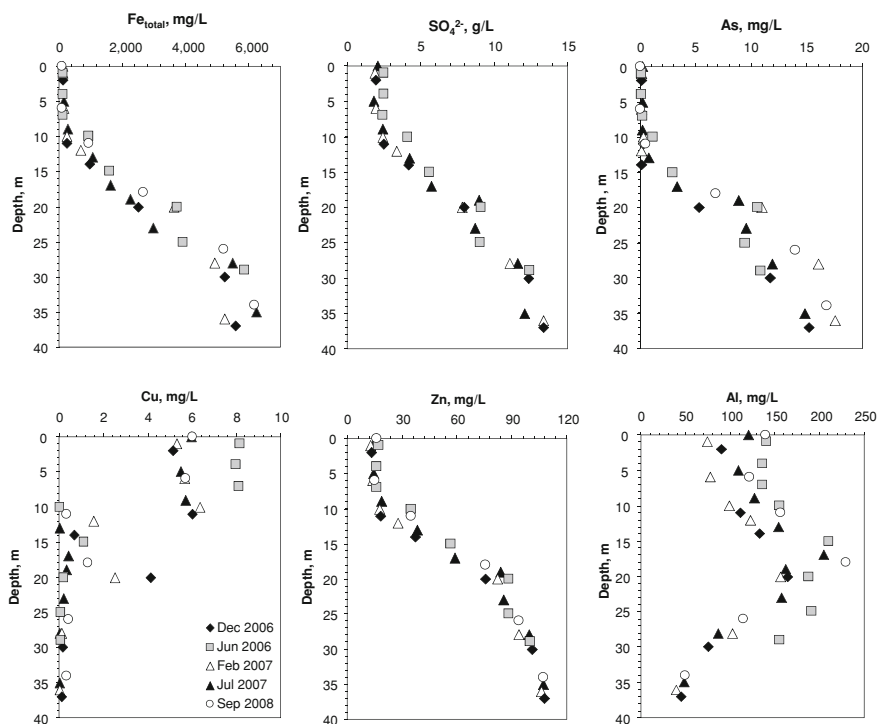 Fe total, mg/L
0 2,000 4,000 6,000
Depth, m
0
5
10
15
20
25
30
35
40
SO₄²⁻, g/L
0 5 10 15
Depth, m
0
5
10
15
20
25
30
35
40
As, mg/L
0 5 10 15 20
Depth , m
0
5
10
15
20
25
30
35
40
Cu, mg/L
0 2 4 6 8 10
Depth, m
0
5
10
15
20
25
30
35
40
Dec 2006
Jun 2006
Feb 2007
Jul 2007
Sep 2008
Zn, mg/L
0 30 60 90 120
Depth, m
0
5
10
15
20
25
30
35
40
Al, mg/L
0 50 100 150 200 250
Depth, m
0
5
10
15
20
25
30
35
40